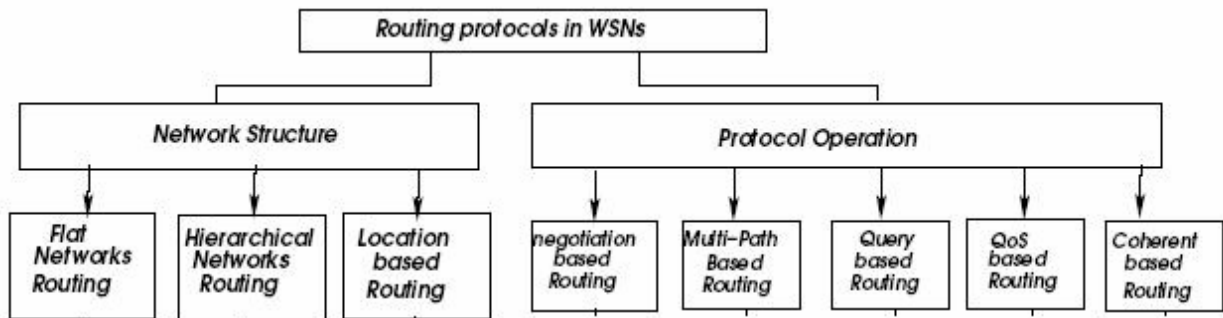 Routing protocols in WSNs
Network Structure
Protocol Operation
Flat
Networks
Routing
Hierarchical
Networks
Routing
Location
based
Routing
negotiation
based
Routing
Multi-Path
Based
Routing
Query
based
Routing
QoS
based
Routing
Coherent
based
Routing